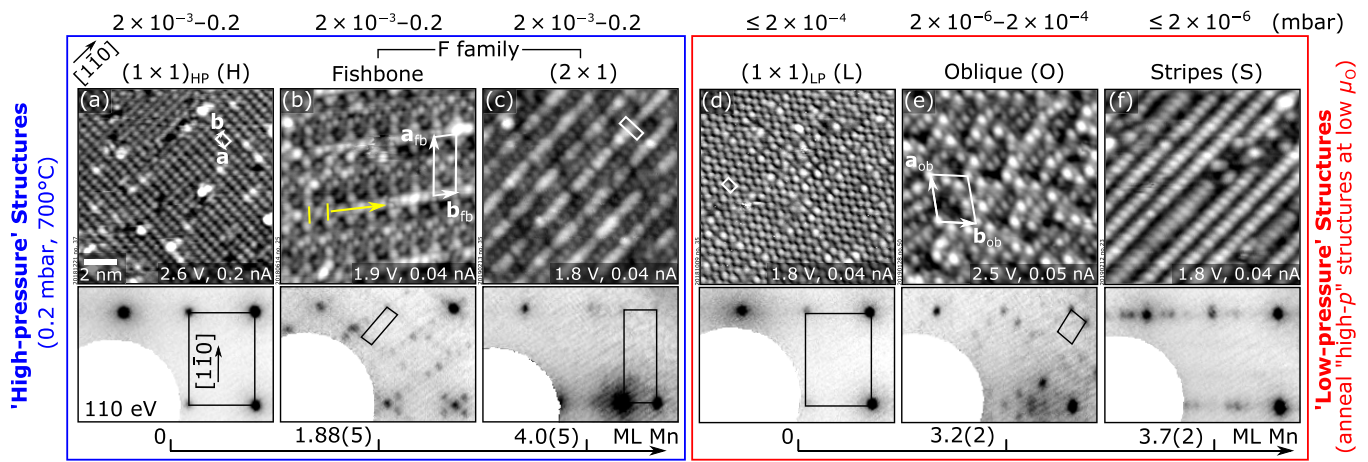 2 × 10⁻³–0.2
2 × 10⁻³–0.2
2 × 10⁻³–0.2
≤ 2 × 10⁻⁴
2 × 10⁻⁶–2 × 10⁻⁴
≤ 2 × 10⁻⁶
(mbar)
'High-pressure' Structures
(0.2 mbar, 700°C)
[11̄0]
F family
(1 × 1)HP (H)
Fishbone
(2 × 1)
(1 × 1)LP (L)
Oblique (O)
Stripes (S)
(a)
b
a
2 nm
2.6 V, 0.2 nA
(b)
afb
bfb
1.9 V, 0.04 nA
(c)
1.8 V, 0.04 nA
(d)
1.8 V, 0.04 nA
(e)
aob
bob
2.5 V, 0.05 nA
(f)
1.8 V, 0.04 nA
[11̄0]
110 eV
0
1.88(5)
4.0(5)
ML Mn
0
3.2(2)
3.7(2)
ML Mn
'Low-pressure' Structures
(anneal "high-p" structures at low μO)